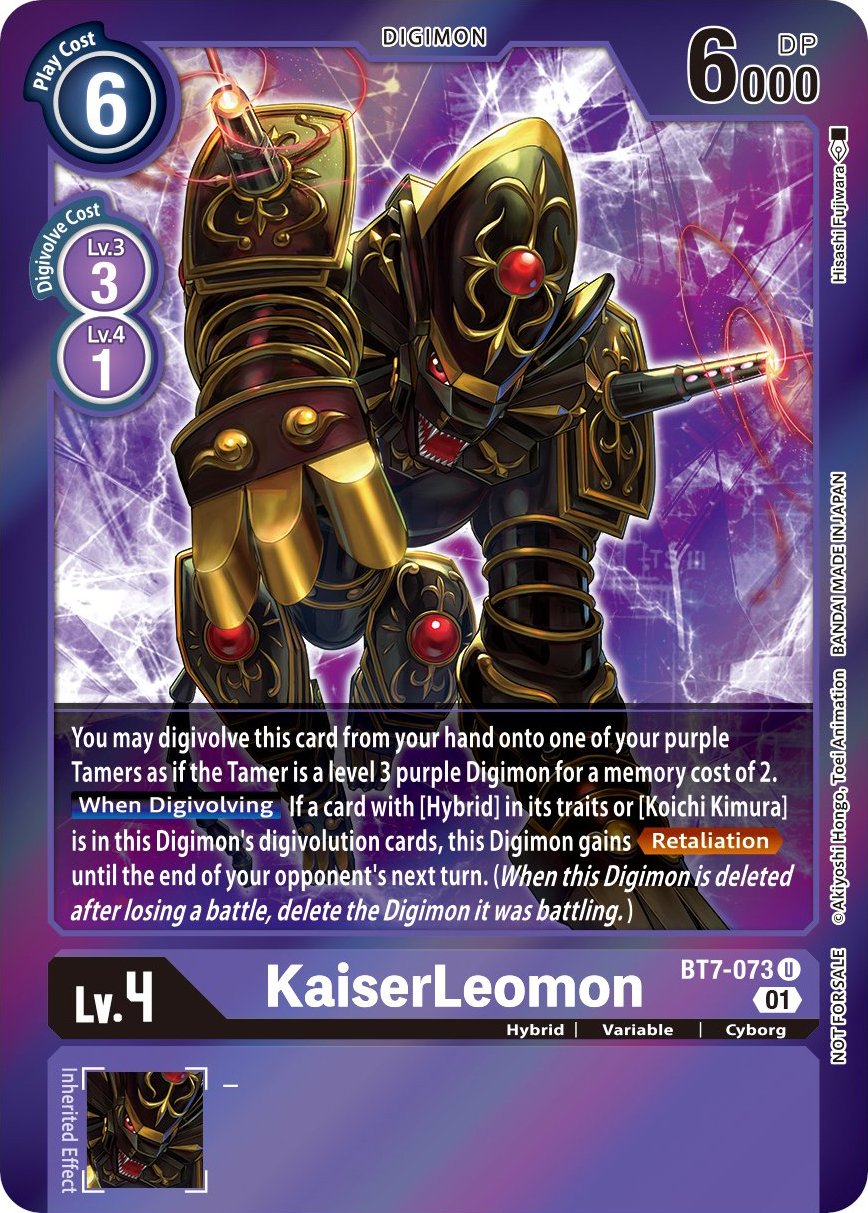 DIGIMON
Play Cost
6
DP
6000
Digivolve Cost
Lv.3
3
Lv.4
1
Hisashi Fujiwara
You may digivolve this card from your hand onto one of your purple
Tamers as if the Tamer is a level 3 purple Digimon for a memory cost of 2.
When Digivolving If a card with [Hybrid] in its traits or [Koichi Kimura]
is in this Digimon's digivolution cards, this Digimon gains Retaliation
until the end of your opponent's next turn. (When this Digimon is deleted
after losing a battle, delete the Digimon it was battling.)
©Akiyoshi Hongo, Toei Animation BANDAI MADE IN JAPAN
NOT FOR SALE
Lv.4
KaiserLeomon
BT7-073 U
01
Hybrid | Variable | Cyborg
Inherited Effect
–